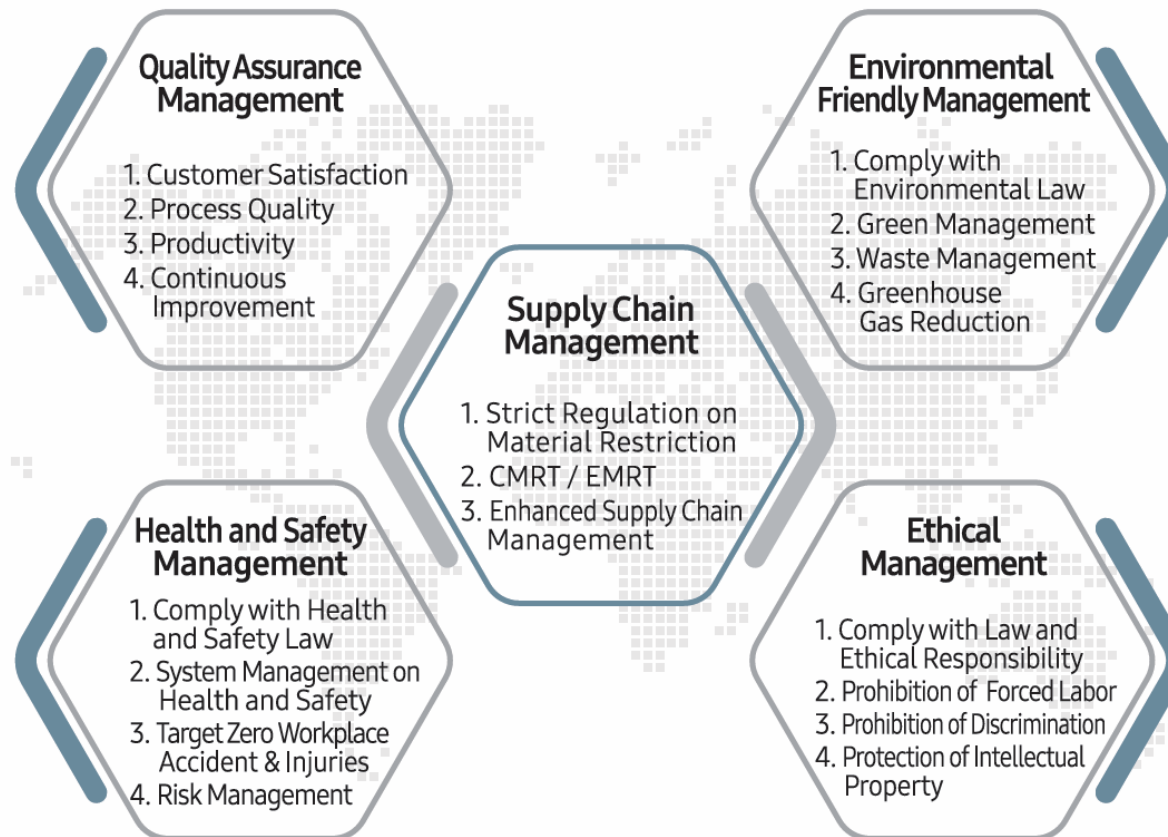 Quality Assurance
Management
1. Customer Satisfaction
2. Process Quality
3. Productivity
4. Continuous
Improvement
Environmental
Friendly Management
1. Comply with
Environmental Law
2. Green Management
3. Waste Management
4. Greenhouse
Gas Reduction
Supply Chain
Management
1. Strict Regulation on
Material Restriction
2. CMRT / EMRT
3. Enhanced Supply Chain
Management
Health and Safety
Management
1. Comply with Health
and Safety Law
2. System Management on
Health and Safety
3. Target Zero Workplace
Accident & Injuries
4. Risk Management
Ethical
Management
1. Comply with Law and
Ethical Responsibility
2. Prohibition of Forced Labor
3. Prohibition of Discrimination
4. Protection of Intellectual
Property